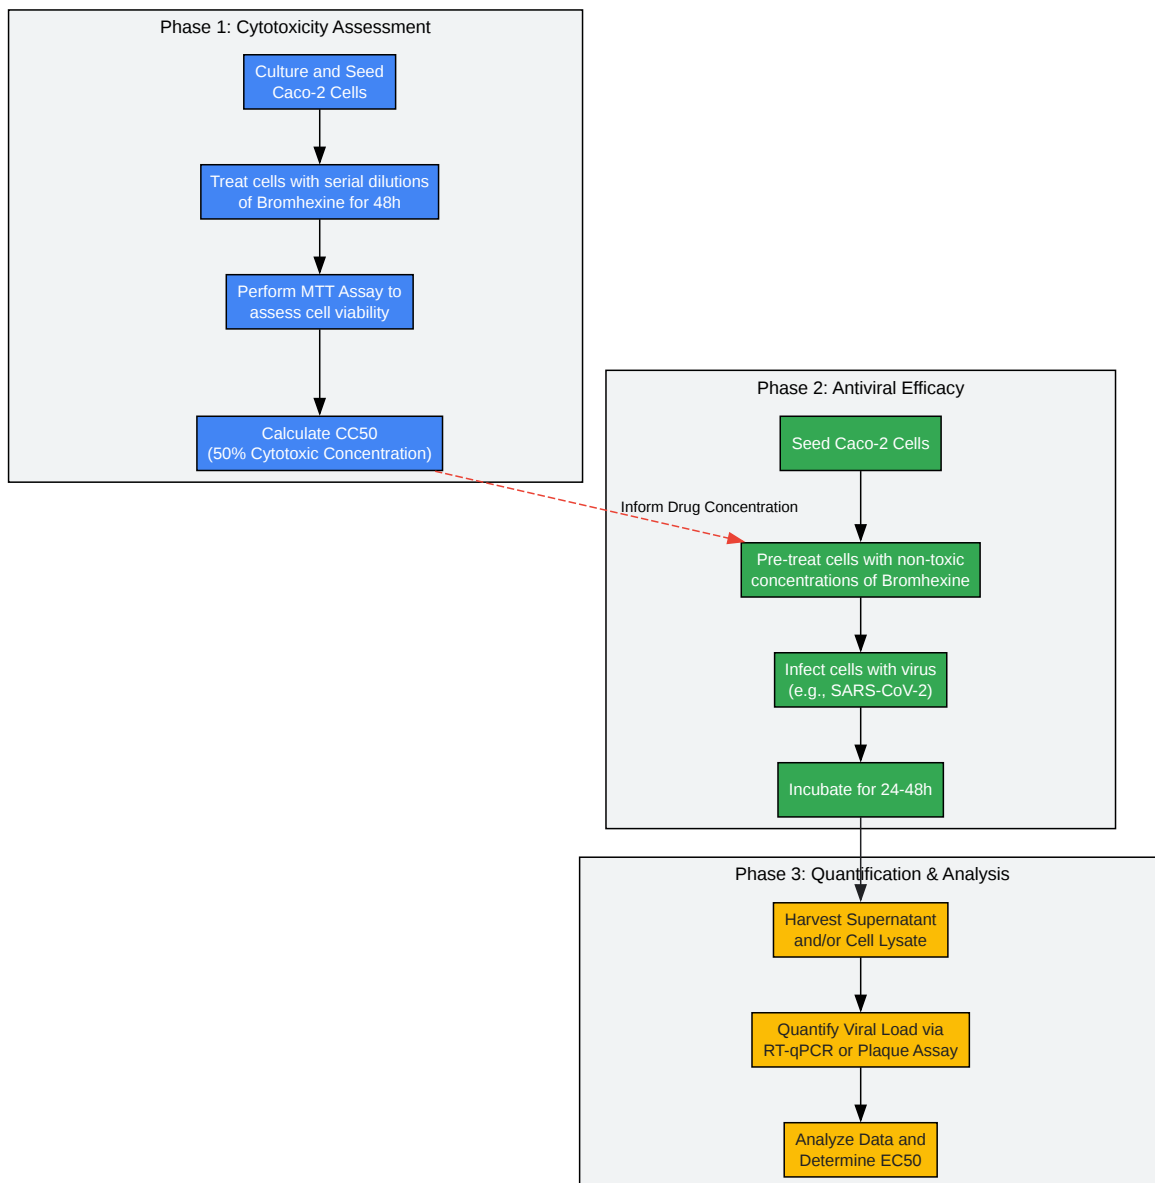 Phase 1: Cytotoxicity Assessment
Culture and Seed
Caco-2 Cells
Treat cells with serial dilutions
of Bromhexine for 48h
Perform MTT Assay to
assess cell viability
Calculate CC50
(50% Cytotoxic Concentration)
Inform Drug Concentration
Phase 2: Antiviral Efficacy
Seed Caco-2 Cells
Pre-treat cells with non-toxic
concentrations of Bromhexine
Infect cells with virus
(e.g., SARS-CoV-2)
Incubate for 24-48h
Phase 3: Quantification & Analysis
Harvest Supernatant
and/or Cell Lysate
Quantify Viral Load via
RT-qPCR or Plaque Assay
Analyze Data and
Determine EC50